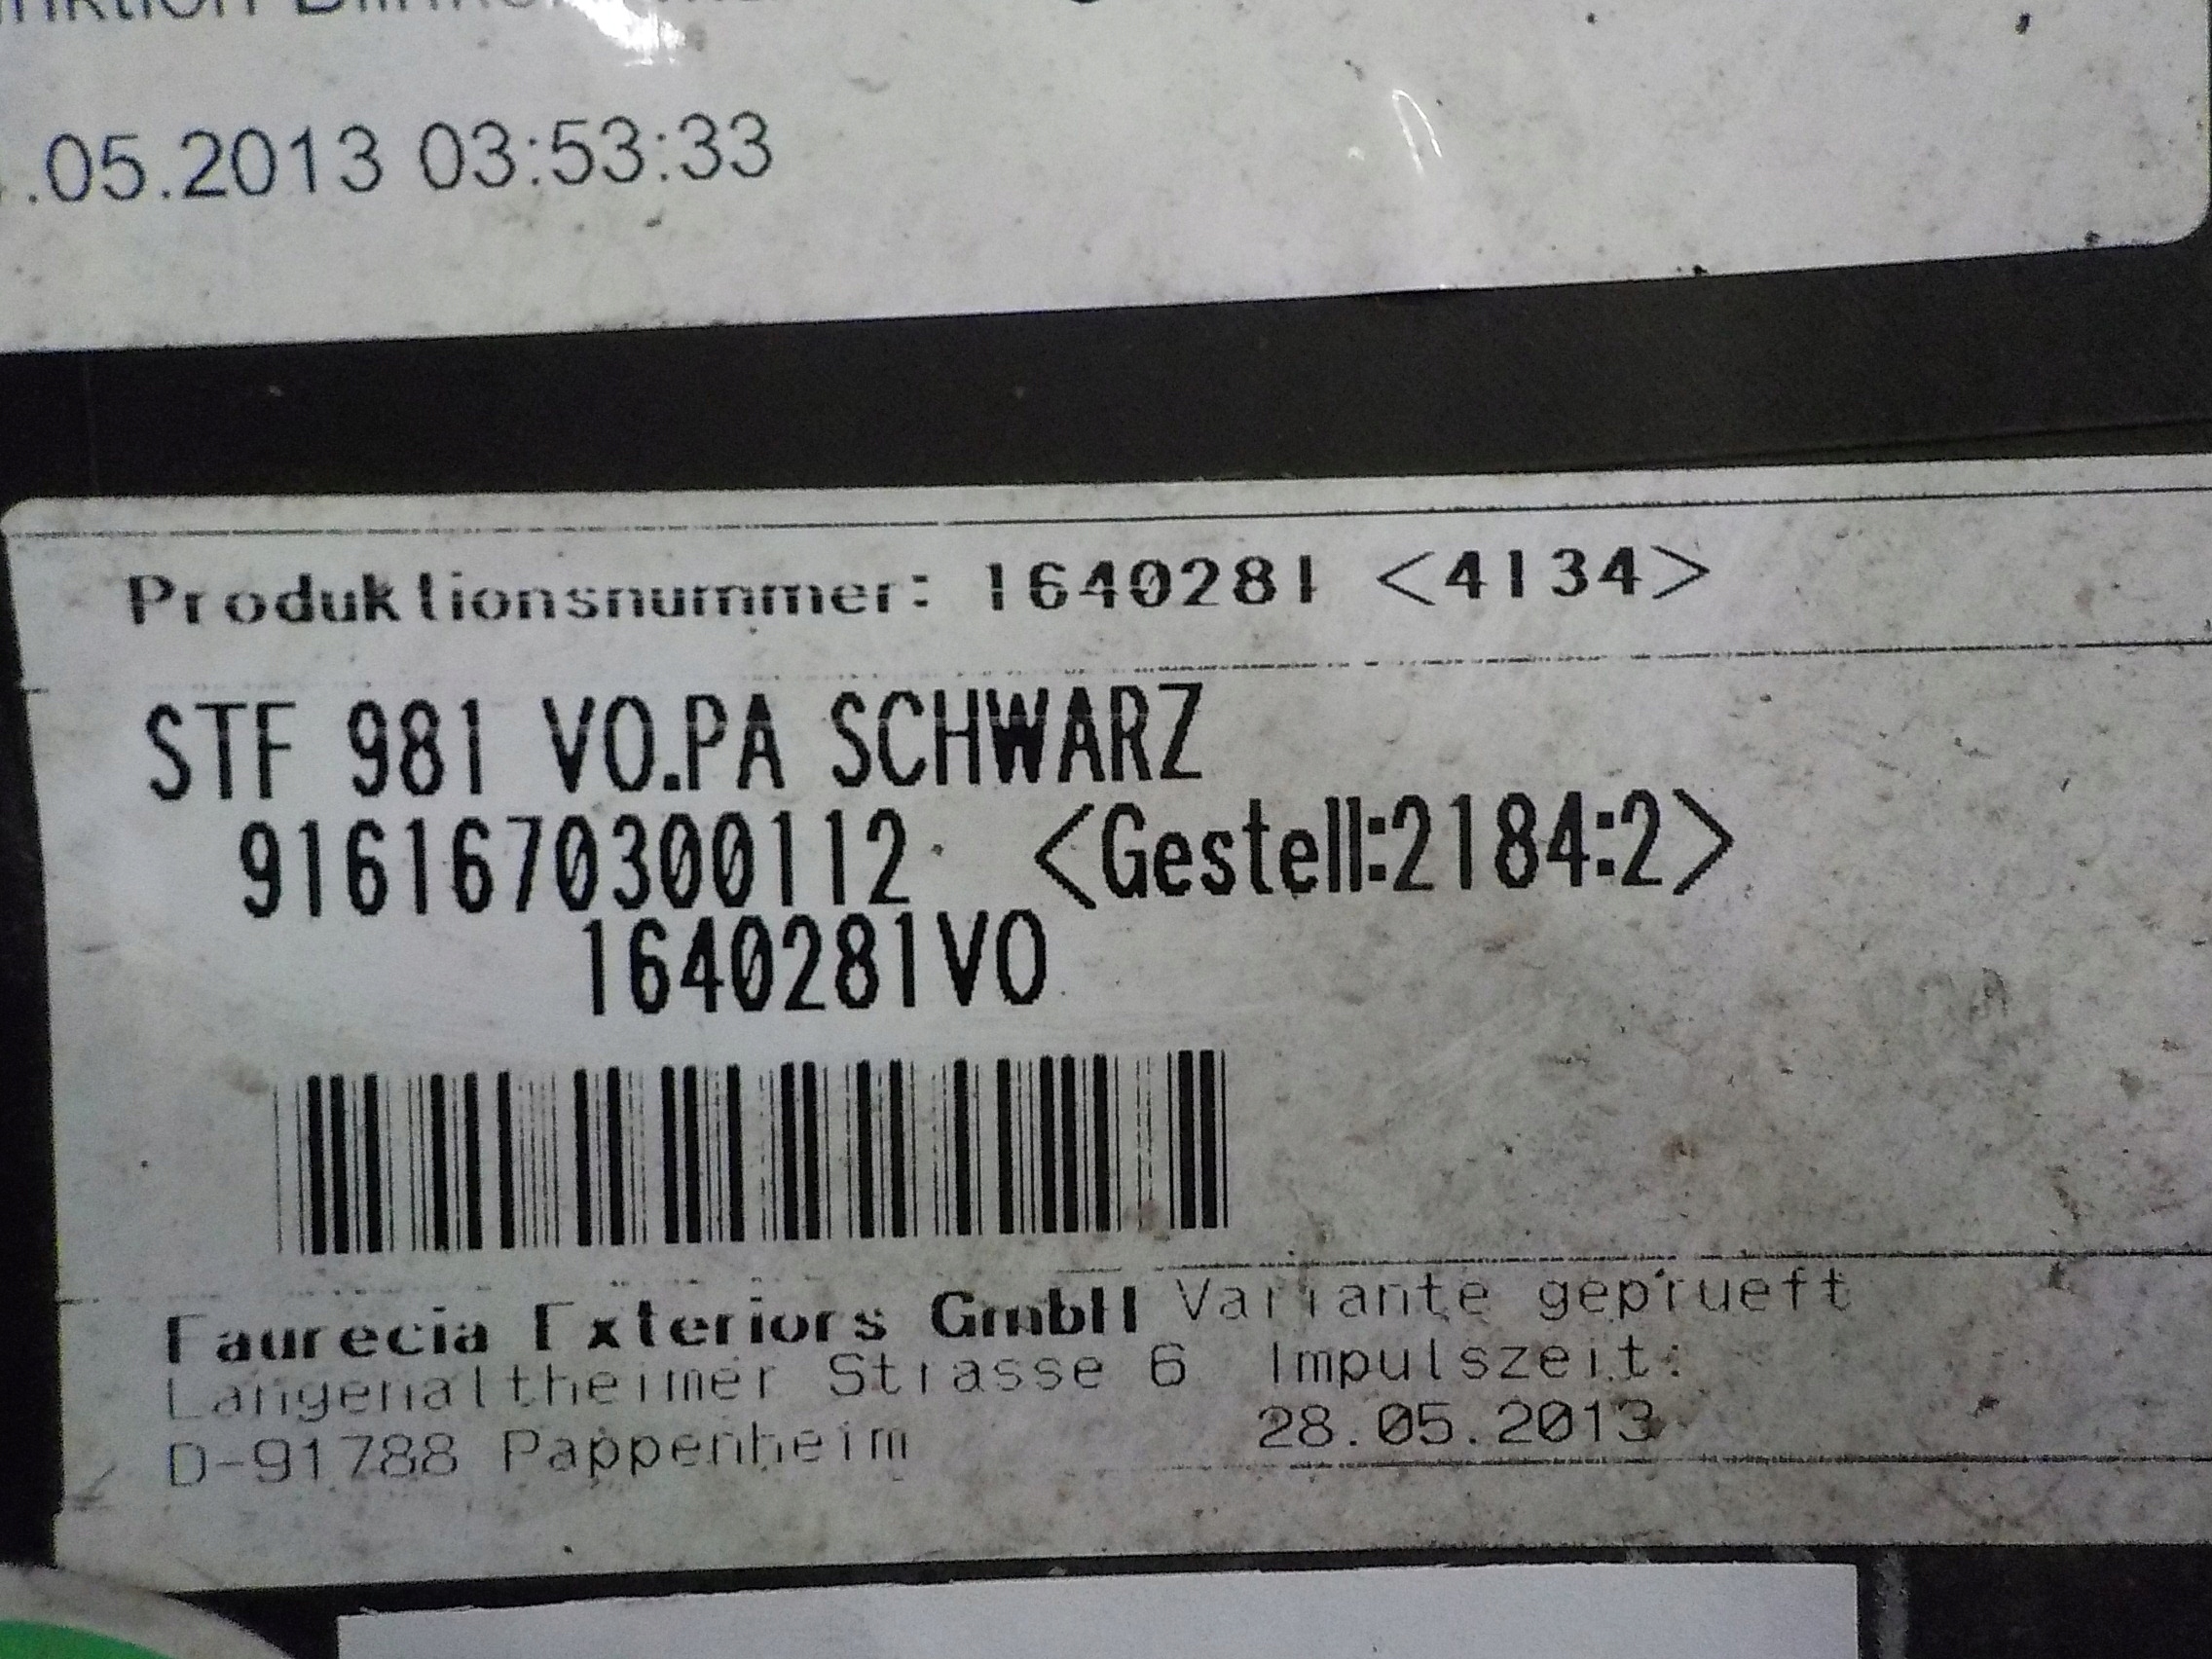 .05.2013 03:53:33
Produktionsnummer: 1640281 <4134>
STF 981 VO.PA SCHWARZ
9161670300112 <Gestell:2184:2>
1640281VO
Faurecia Exteriors GmbH Variante geprueft
Langenaltheimer Strasse 6 Impulszeit:
D-91788 Pappenheim 28.05.2013